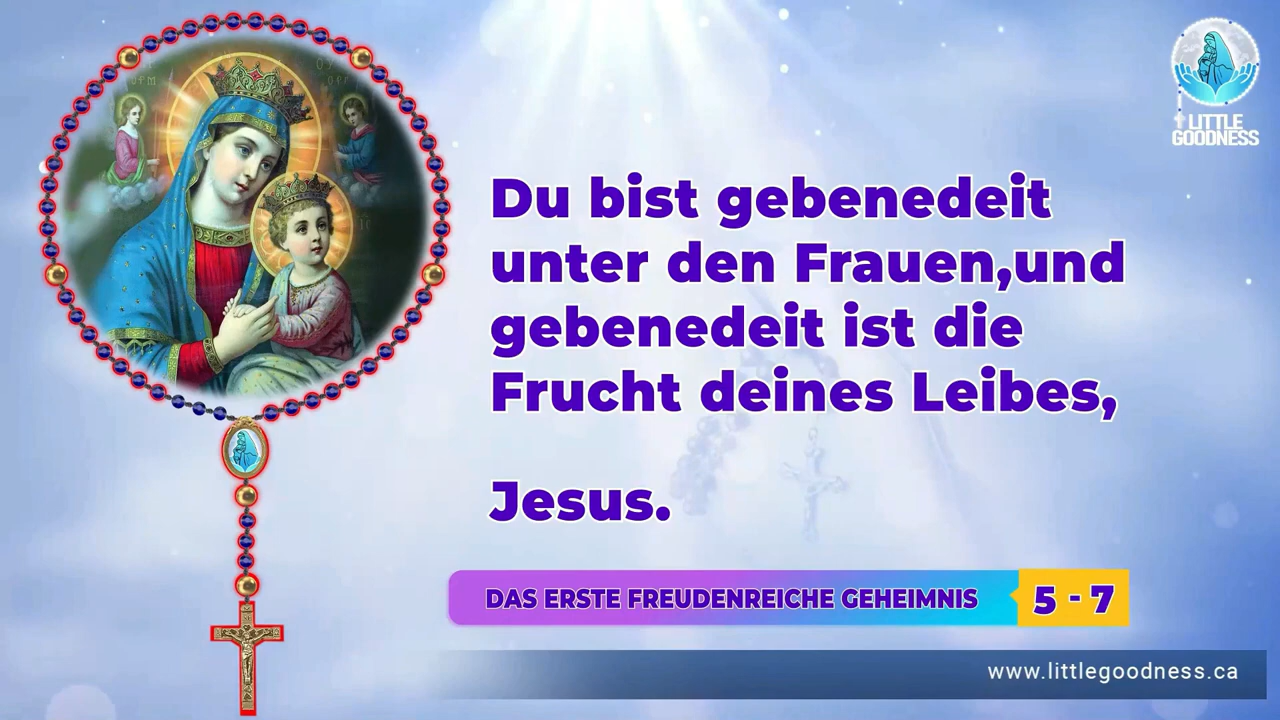 LITTLE
GOODNESS
Du bist gebenedeit
unter den Frauen,und
gebenedeit ist die
Frucht deines Leibes,
Jesus.
DAS ERSTE FREUDENREICHE GEHEIMNIS
5 - 7
www.littlegoodness.ca